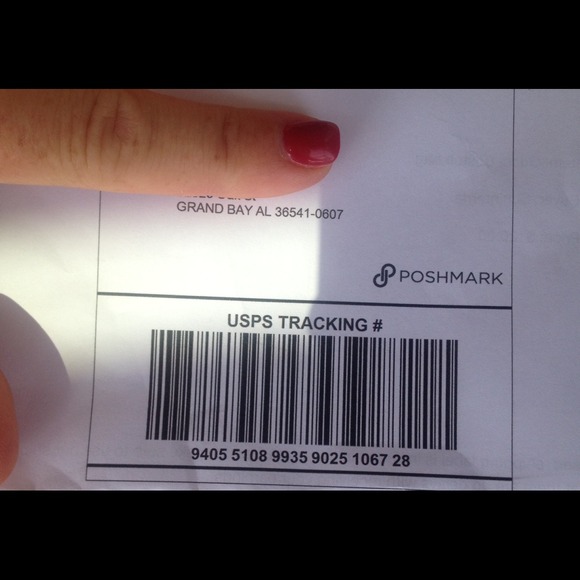 GRAND BAY AL 36541-0607
POSHMARK
USPS TRACKING #
9405 5108 9935 9025 1067 28